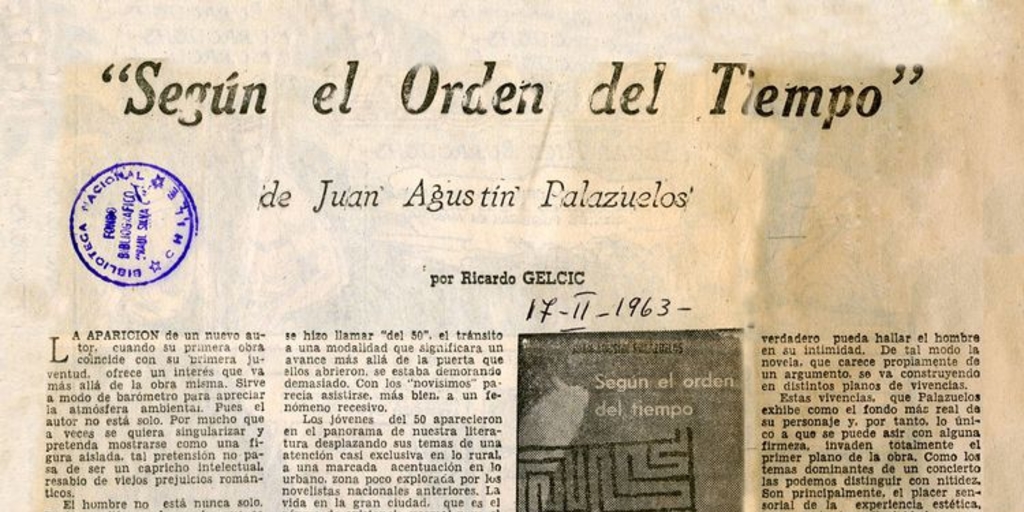 “Según el Orden del Tiempo”
de Juan Agustín Palazuelos
BIBLIOTECA NACIONAL
CHILE
FONDO
BIBLIOGRAFICO
"RAUL SILVA C."
por Ricardo GELCIC
17-II-1963-
LA APARICION de un nuevo au-
tor, cuando su primera obra
coincide con su primera ju-
ventud, ofrece un interés que va
más allá de la obra misma. Sirve
a modo de barómetro para apreciar
la atmósfera ambiental. Pues el
autor no está solo. Por mucho que
a veces se quiera singularizar y
pretenda mostrarse como una fi-
gura aislada, tal pretensión no pa-
sa de ser un capricho intelectual,
resabio de viejos prejuicios román-
ticos.
El hombre no está nunca solo.
se hizo llamar "del 50", el tránsito
a una modalidad que significara un
avance más allá de la puerta que
ellos abrieron, se estaba demorando
demasiado. Con los "novísimos" pa-
recía asistirse, más bien, a un fe-
nómeno recesivo.
Los jóvenes del 50 aparecieron
en el panorama de nuestra litera-
tura desplazando sus temas de una
atención casi exclusiva en lo rural,
a una marcada acentuación en lo
urbano, zona poco explorada por los
novelistas nacionales anteriores. La
vida en la gran ciudad, que es el
JUAN AGUSTIN PALAZUELOS
Según el orden
del tiempo
verdadero pueda hallar el hombre
en su intimidad. De tal modo la
novela, que carece propiamente de
un argumento, se va construyendo
en distintos planos de vivencias.
Estas vivencias, que Palazuelos
exhibe como el fondo más real de
su personaje y, por tanto, lo úni-
co a que se puede asir con alguna
firmeza, invaden totalmente el
primer plano de la obra. Como los
temas dominantes de un concierto
las podemos distinguir con nitidez.
Son principalmente, el placer sen-
sorial de la experiencia estética,